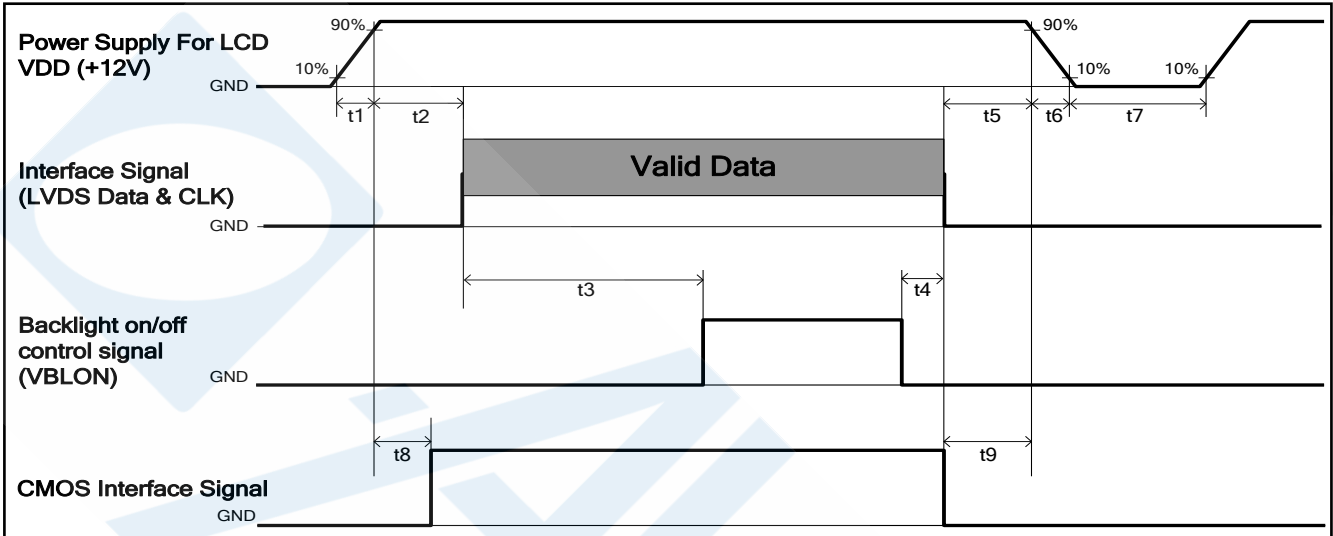 Power Supply For LCD
VDD (+12V)
90%
10%
GND
90%
10%
10%
t1
t2
t5
t6
t7
Interface Signal
(LVDS Data & CLK)
GND
Valid Data
t3
t4
Backlight on/off
control signal
(VBLON)
GND
t8
t9
CMOS Interface Signal
GND